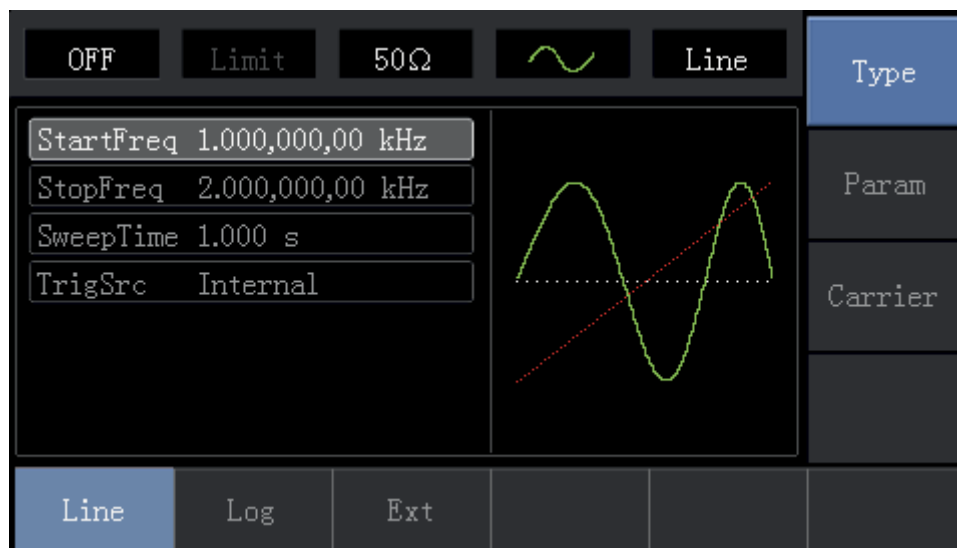 OFF Limit 50Ω Line
Type
StartFreq 1.000,000,00 kHz
StopFreq 2.000,000,00 kHz
SweepTime 1.000 s
TrigSrc Internal
Param
Carrier
Line Log Ext